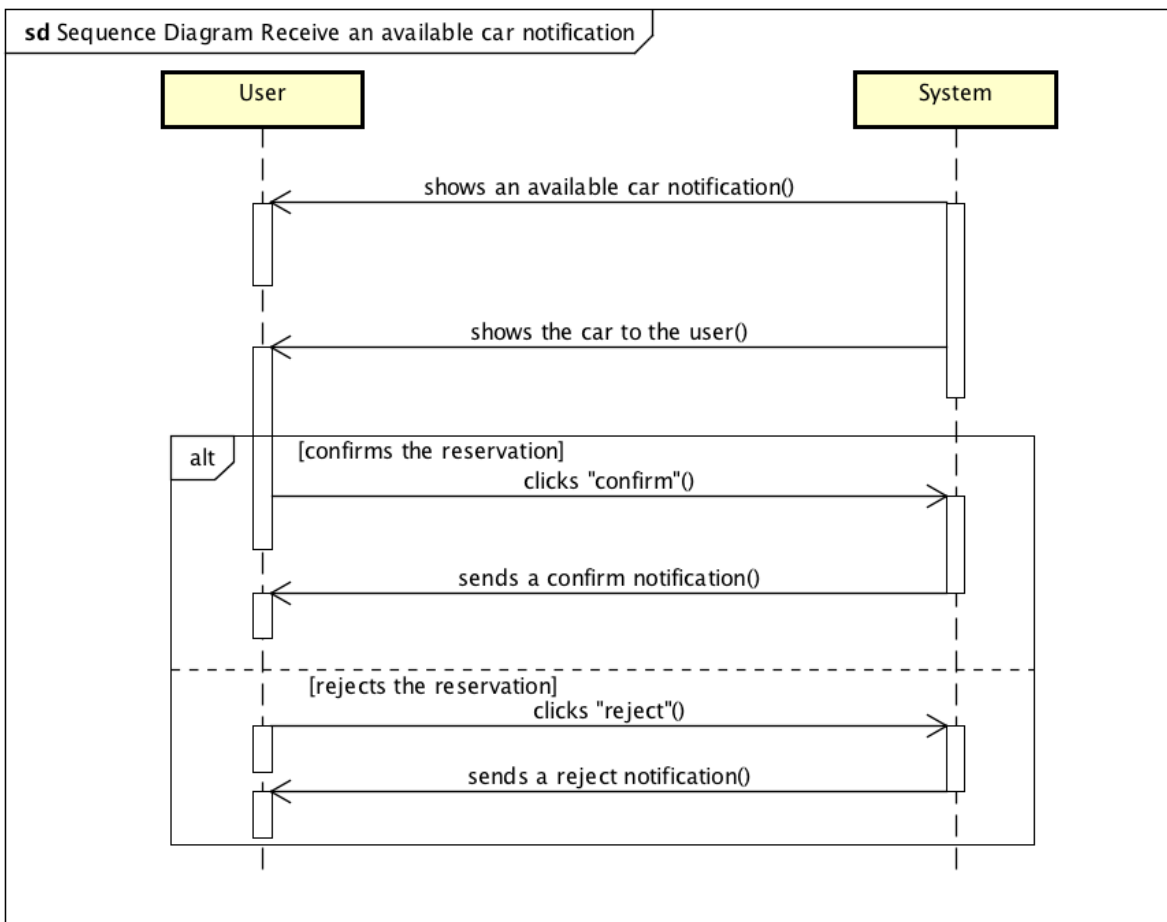 sd Sequence Diagram Receive an available car notification
User
System
shows an available car notification()
shows the car to the user()
alt
[confirms the reservation]
clicks "confirm"()
sends a confirm notification()
[rejects the reservation]
clicks "reject"()
sends a reject notification()